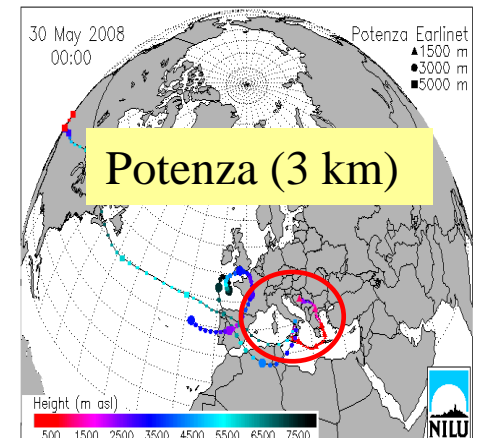 30 May 2008
00:00
Potenza Earlinet
▲1500 m
●3000 m
■5000 m
Potenza (3 km)
Height (m asl)
500 1500 2500 3500 4500 5500 6500 7500
NILU